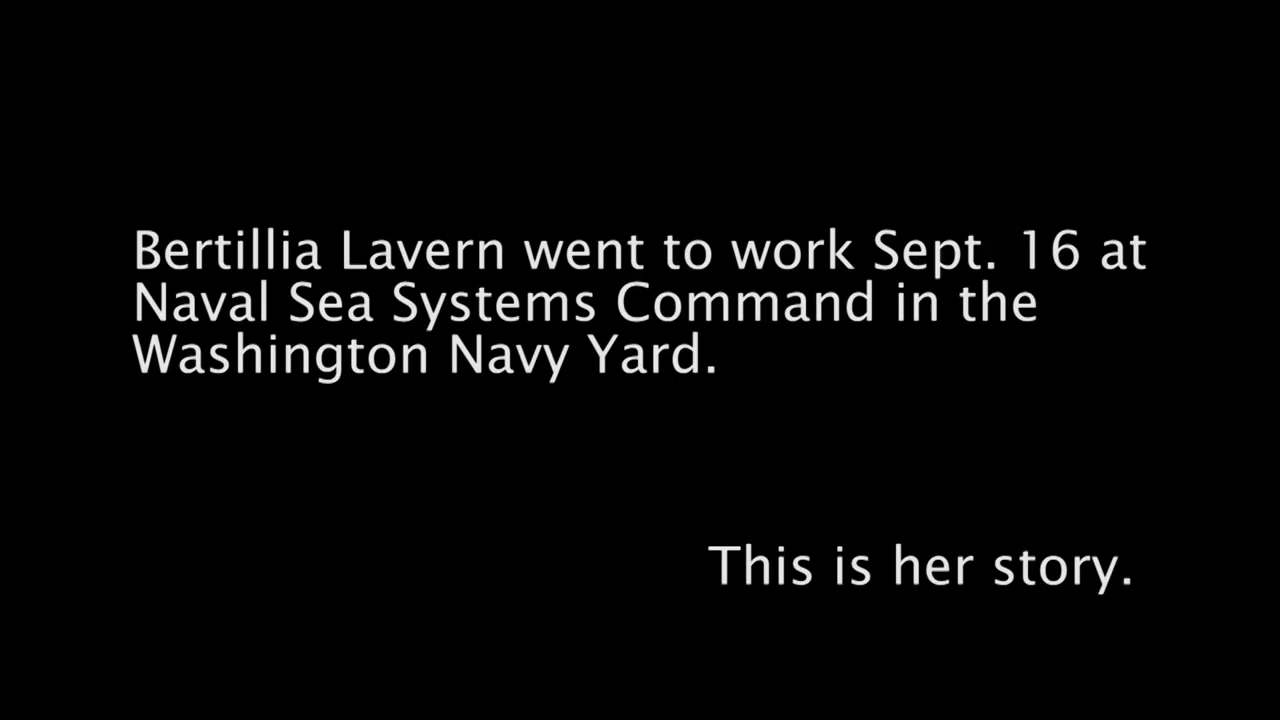 Bertillia Lavern went to work Sept. 16 at
Naval Sea Systems Command in the
Washington Navy Yard.
This is her story.